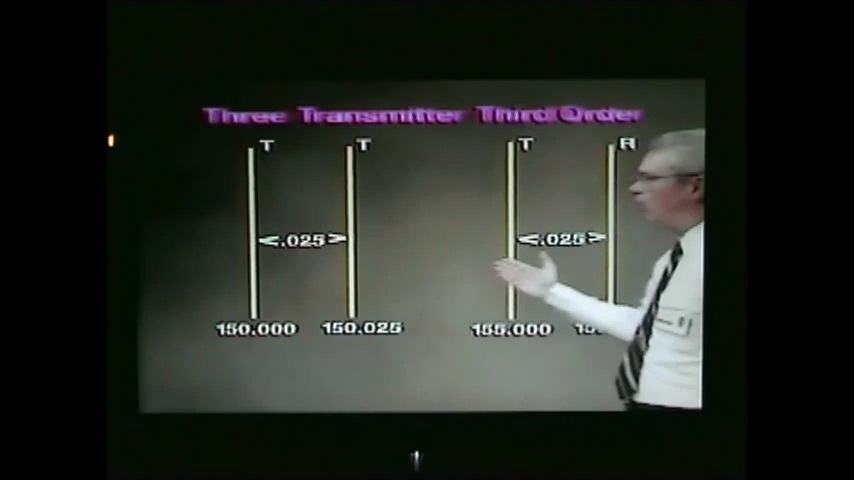 Three Transmitter Third Order
T T T R
<.025> <.025>
150.000 150.025 155.000